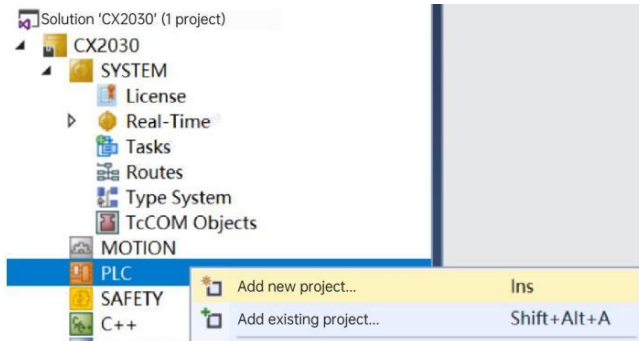 Solution 'CX2030' (1 project)
CX2030
SYSTEM
License
Real-Time
Tasks
Routes
Type System
TcCOM Objects
MOTION
PLC
Add new project... Ins
SAFETY
Add existing project... Shift+Alt+A
C++